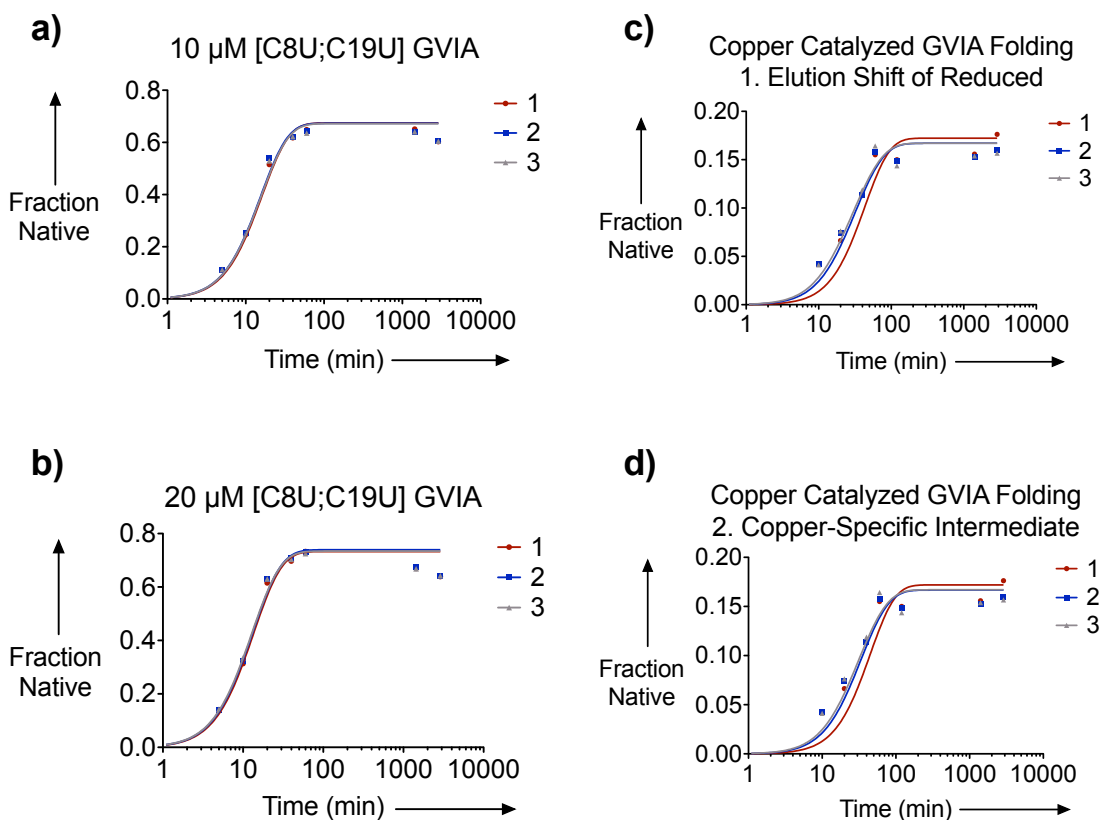 a)
10 µM [C8U;C19U] GVIA
0.8
0.6
0.4
0.2
0.0
Fraction
Native
1
2
3
1 10 100 1000 10000
Time (min)
b)
20 µM [C8U;C19U] GVIA
0.8
0.6
0.4
0.2
0.0
Fraction
Native
1
2
3
1 10 100 1000 10000
Time (min)
c)
Copper Catalyzed GVIA Folding
1. Elution Shift of Reduced
0.20
0.15
0.10
0.05
0.00
Fraction
Native
1
2
3
1 10 100 1000 10000
Time (min)
d)
Copper Catalyzed GVIA Folding
2. Copper-Specific Intermediate
0.20
0.15
0.10
0.05
0.00
Fraction
Native
1
2
3
1 10 100 1000 10000
Time (min)